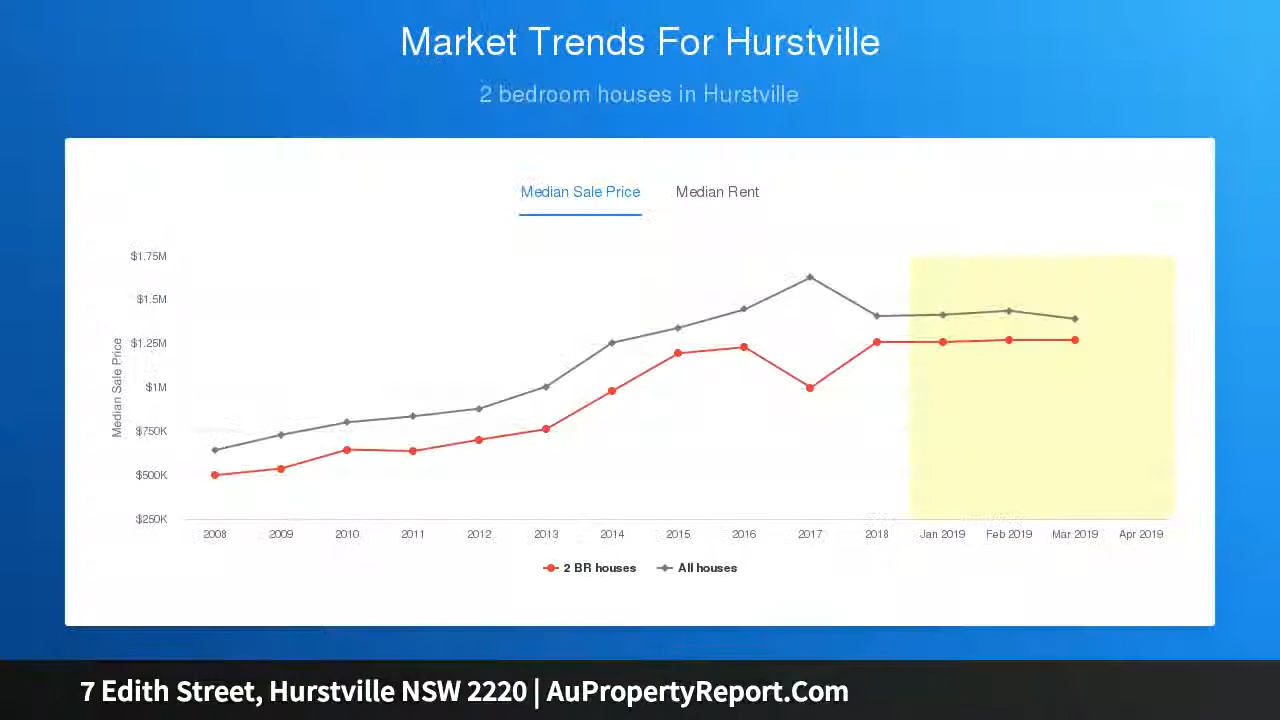 Market Trends For Hurstville
2 bedroom houses in Hurstville
Median Sale Price Median Rent
Median Sale Price
$1.75M
$1.5M
$1.25M
$1M
$750K
$500K
$250K
2008 2009 2010 2011 2012 2013 2014 2015 2016 2017 2018 Jan 2019 Feb 2019 Mar 2019 Apr 2019
2 BR houses All houses
7 Edith Street, Hurstville NSW 2220 | AuPropertyReport.Com